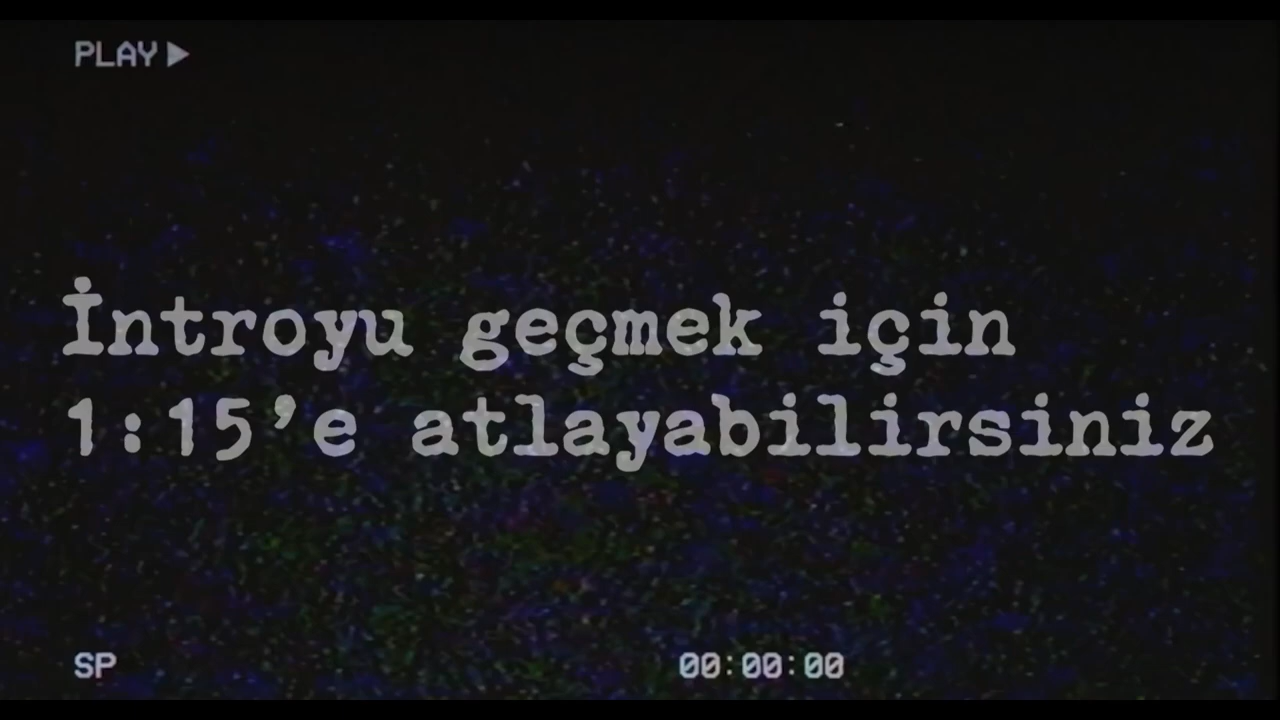 PLAY ▶
İntroyu geçmek için
1:15’e atlayabilirsiniz
SP 00:00:00